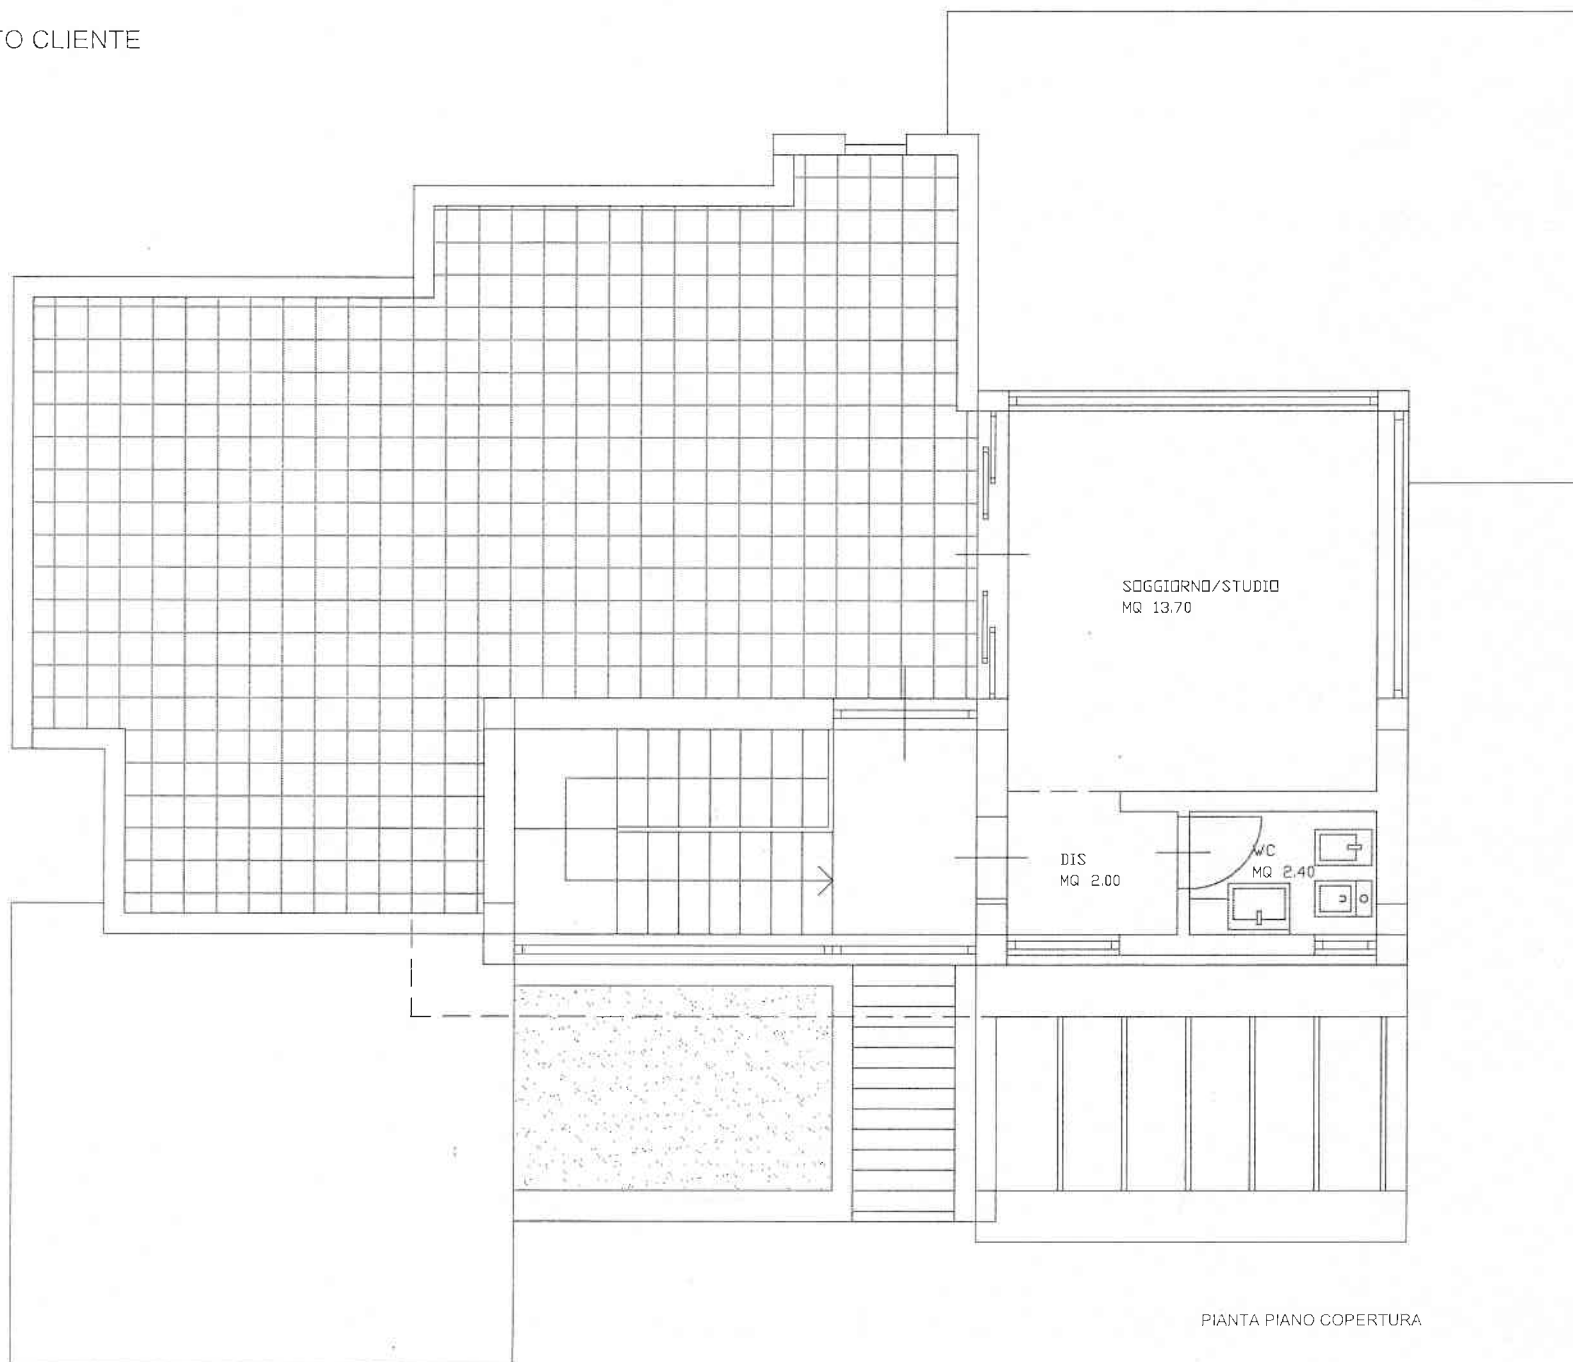 TO CLIENTE
SOGGIORNO/STUDIO
MQ 13.70
DIS
MQ 2.00
WC
MQ 2.40
PIANTA PIANO COPERTURA